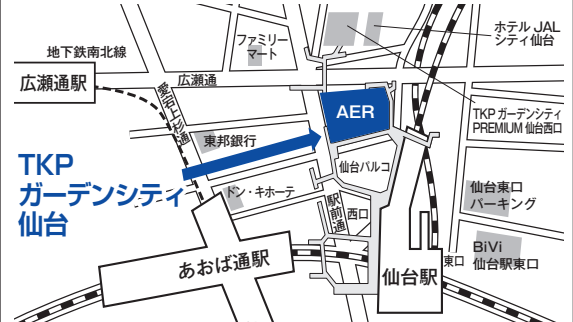 ホテル JAL
シティ仙台
ファミリー
マート
地下鉄南北線
広瀬通駅
広瀬通
愛宕上杉通
AER
TKP ガーデンシティ
PREMIUM 仙台西口
東邦銀行
仙台パルコ
TKP
ガーデンシティ
仙台
ドン・キホーテ
駅前通
西口
仙台東口
パーキング
BiVi
仙台駅東口
東口
あおば通駅
仙台駅